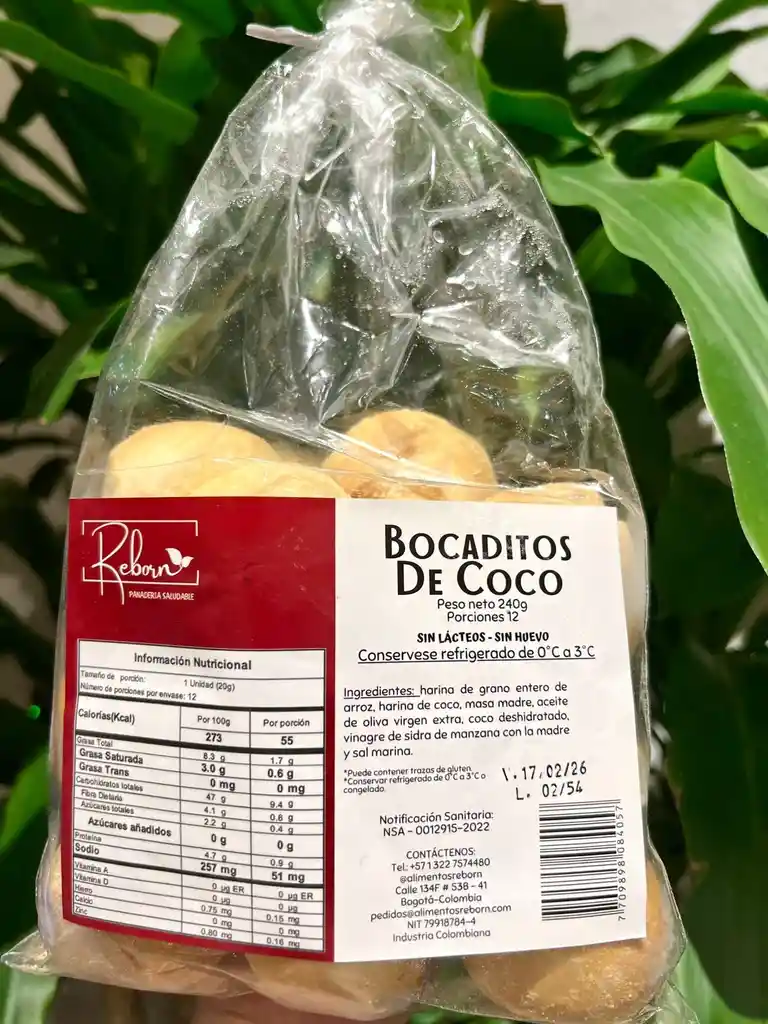 Reborn
PANADERÍA SALUDABLE
Información Nutricional
Tamaño de porción: 1 Unidad (20g)
Número de porciones por envase: 12
Calorías(Kcal) Por 100g Por porción
273 55
Grasa Total 8.3 g 1.7 g
Grasa Saturada 3.0 g 0.6 g
Grasa Trans 0 mg 0 mg
Carbohidratos totales 47 g 9.4 g
Fibra Dietaria 4.1 g 0.8 g
Azúcares totales 2.2 g 0.4 g
Azúcares añadidos 0 g 0 g
Proteína 4.7 g 0.9 g
Sodio 257 mg 51 mg
Vitamina A 0 µg ER 0 µg ER
Vitamina D 0 µg 0 µg
Hierro 0.75 mg 0.15 mg
Calcio 0 mg 0 mg
Zinc 0.80 mg 0.16 mg
BOCADITOS
DE COCO
Peso neto 240g
Porciones 12
SIN LÁCTEOS - SIN HUEVO
Conservese refrigerado de 0°C a 3°C
Ingredientes: harina de grano entero de
arroz, harina de coco, masa madre, aceite
de oliva virgen extra, coco deshidratado,
vinagre de sidra de manzana con la madre
y sal marina.
*Puede contener trazas de gluten
*Conservar refrigerado de 0°C a 3°C o
congelado.
V.17.02/26
L. 02/54
Notificación Sanitaria:
NSA - 0012915-2022
CONTÁCTENOS:
Tel: +57 1 322 7574480
@alimentosreborn
Calle 134F # 53B - 41
Bogotá-Colombia
pedidos@alimentosreborn.com
NIT 79918784-4
Industria Colombiana
7 709898 084057